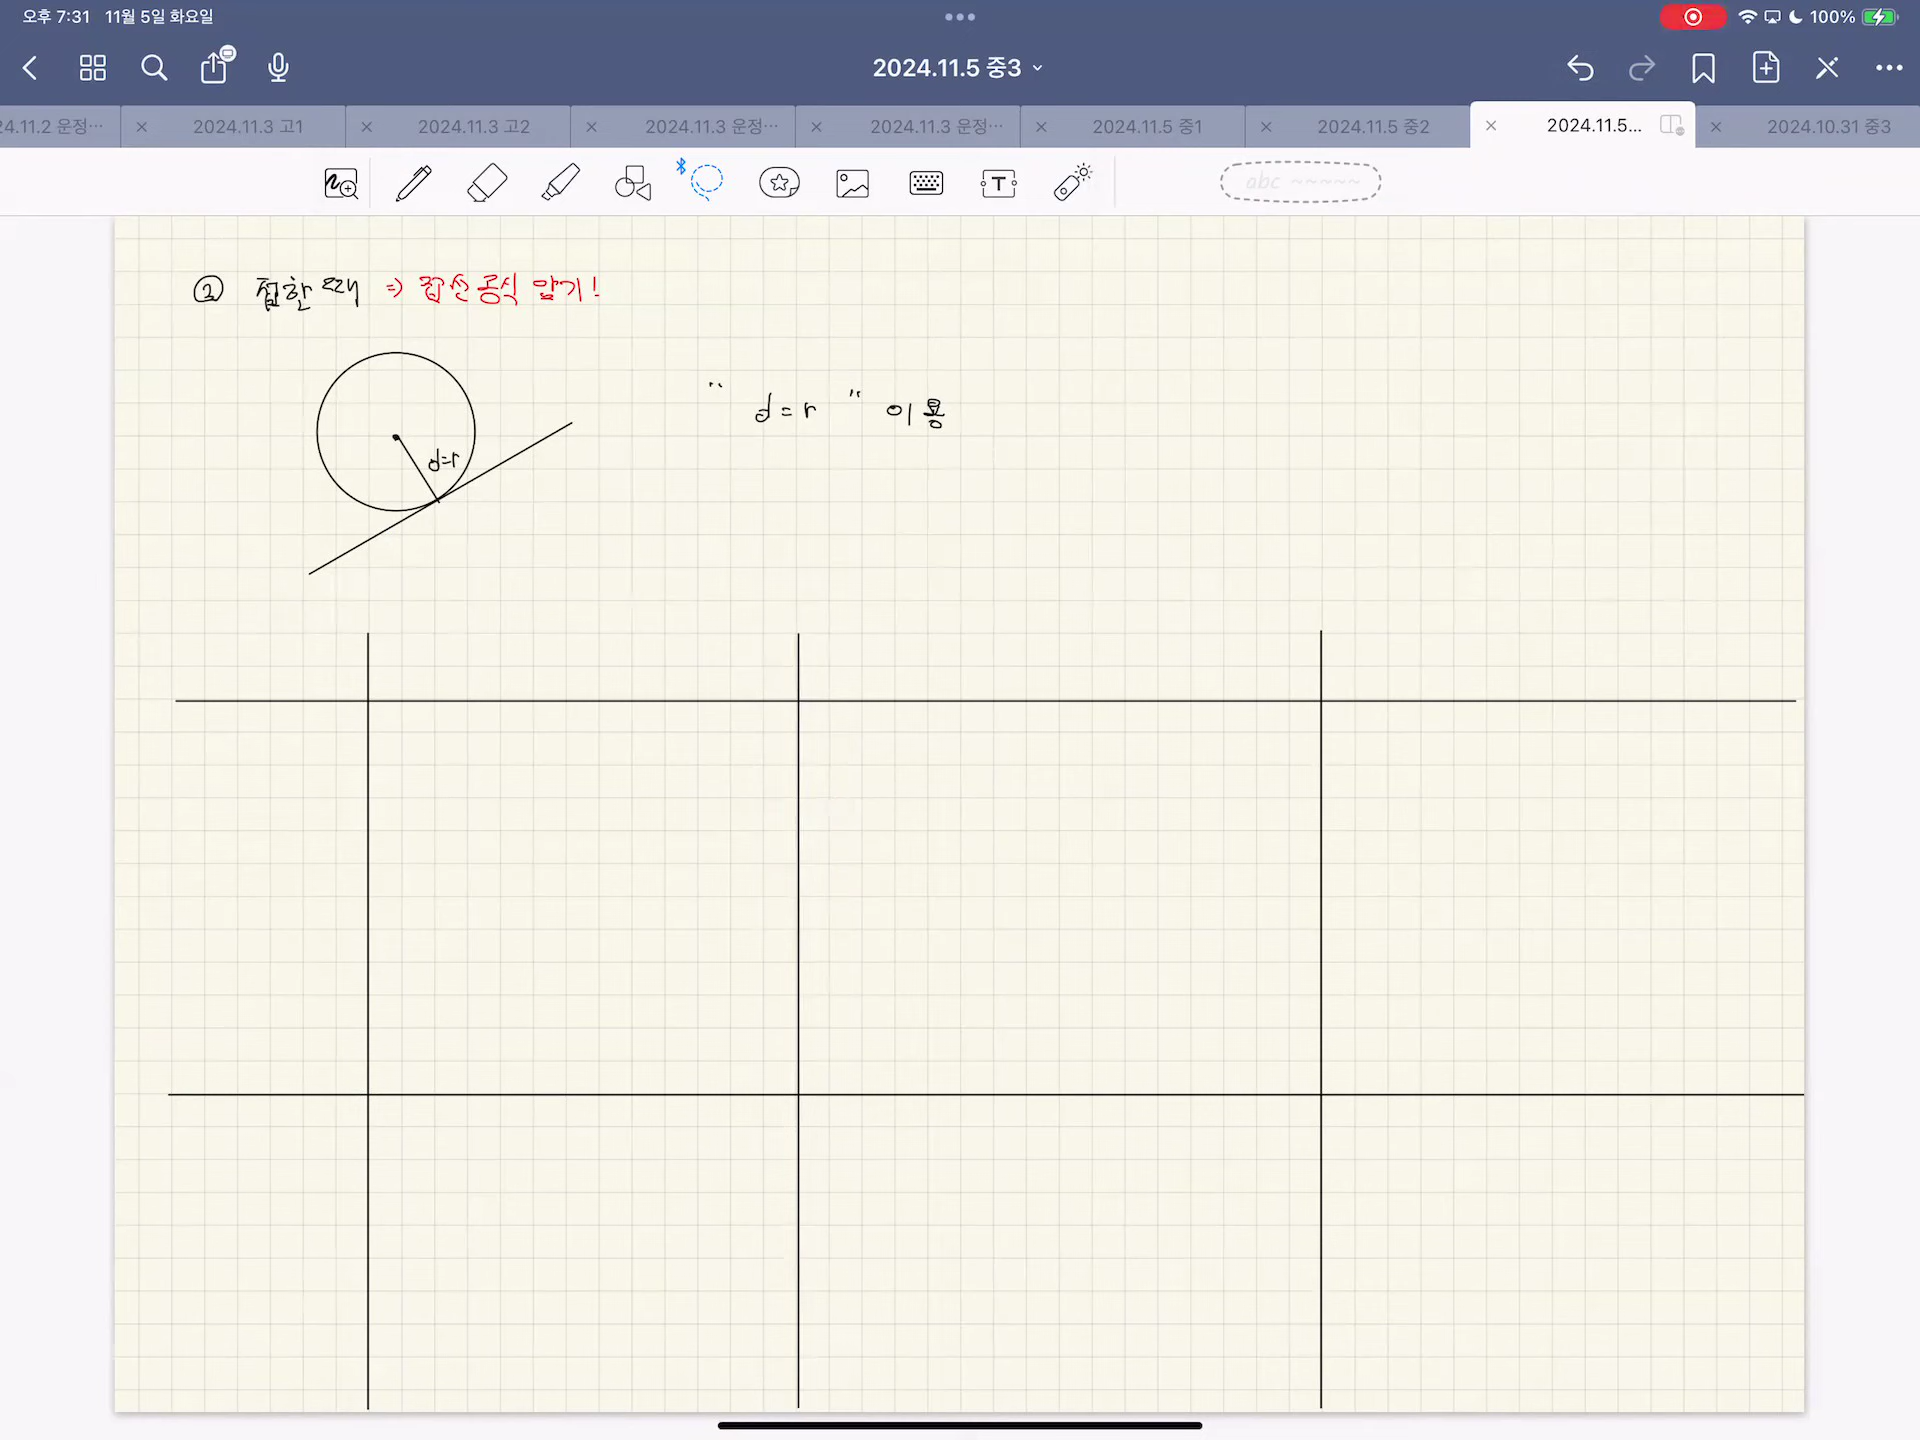 오후 7:31 11월 5일 화요일
100%
2024.11.5 중3
24.11.2 운정…
2024.11.3 고1
2024.11.3 고2
2024.11.3 운정…
2024.11.3 운정…
2024.11.5 중1
2024.11.5 중2
2024.11.5...
2024.10.31 중3
T
abc ~~~~~
② 접할 때 => 접선공식 암기!
" d=r " 이용
d=r